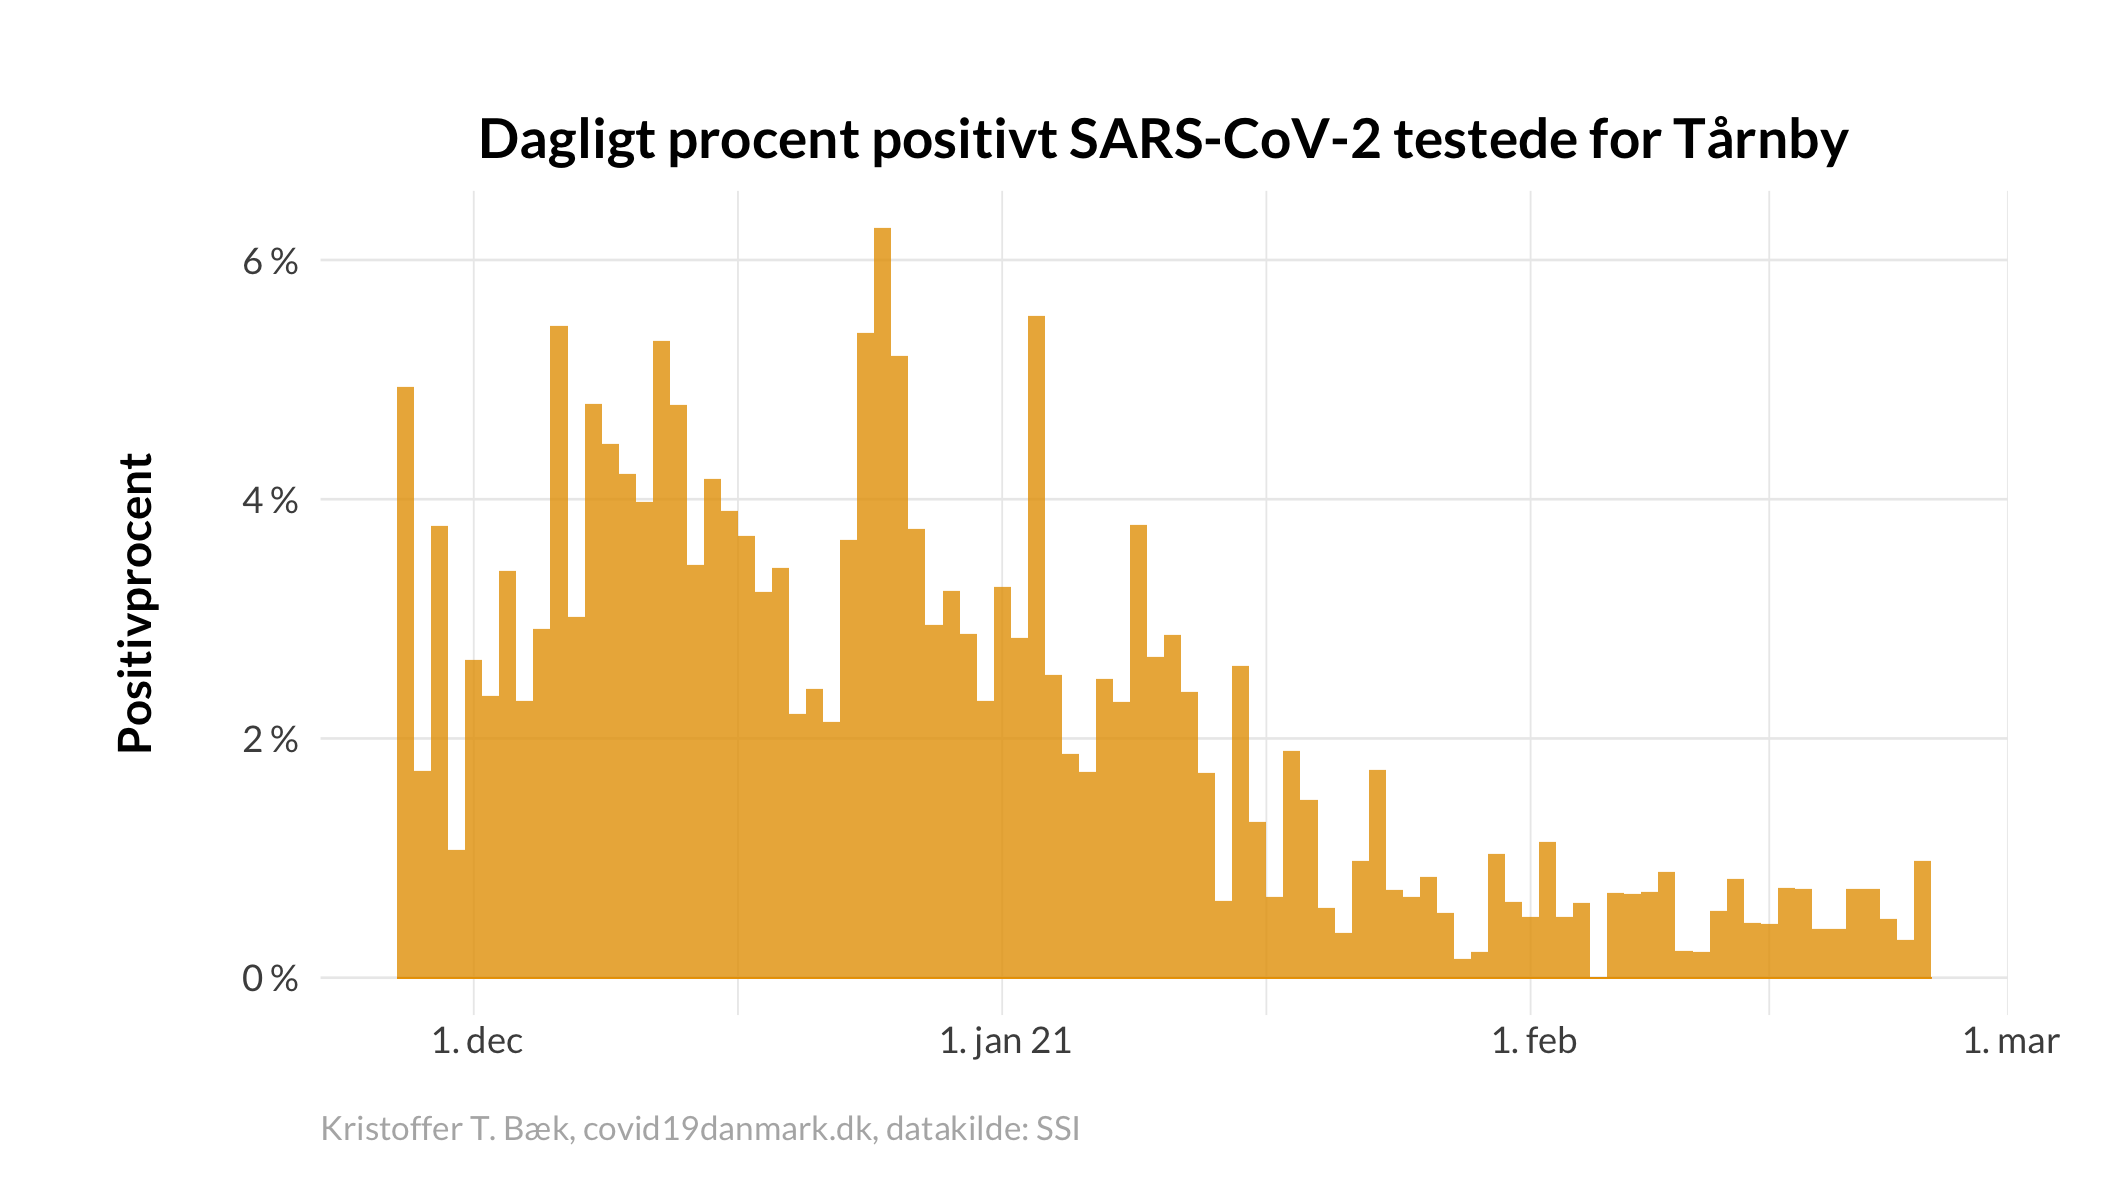 Dagligt procent positivt SARS-CoV-2 testede for Tårnby
Positivprocent
6 %
4 %
2 %
0 %
1. dec
1. jan 21
1. feb
1. mar
Kristoffer T. Bæk, covid19danmark.dk, datakilde: SSI